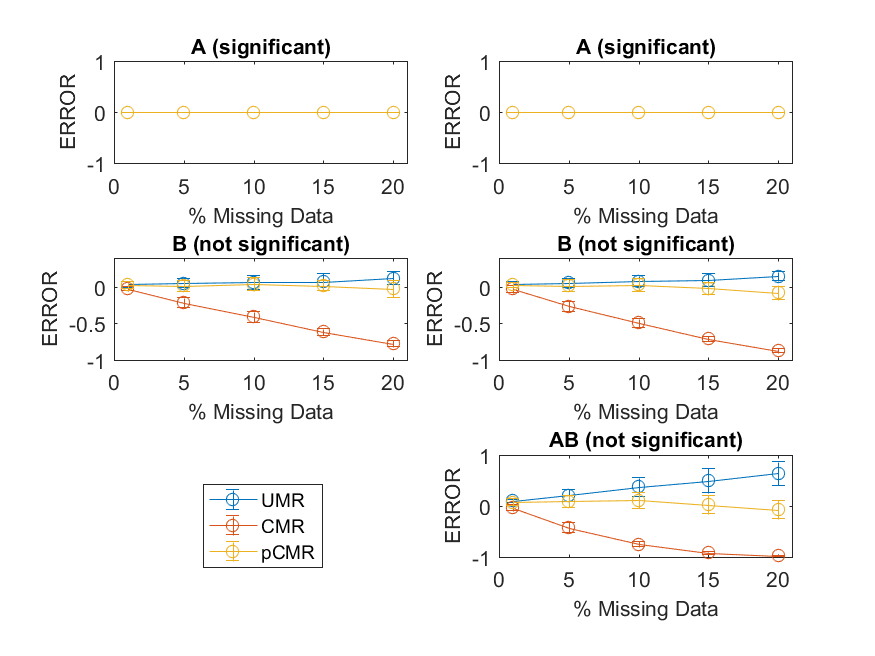 A (significant)
1
0
-1
ERROR
0 5 10 15 20
% Missing Data
A (significant)
1
0
-1
ERROR
0 5 10 15 20
% Missing Data
B (not significant)
0
-0.5
-1
ERROR
0 5 10 15 20
% Missing Data
B (not significant)
0
-0.5
-1
ERROR
0 5 10 15 20
% Missing Data
AB (not significant)
1
0
-1
ERROR
0 5 10 15 20
% Missing Data
UMR
CMR
pCMR